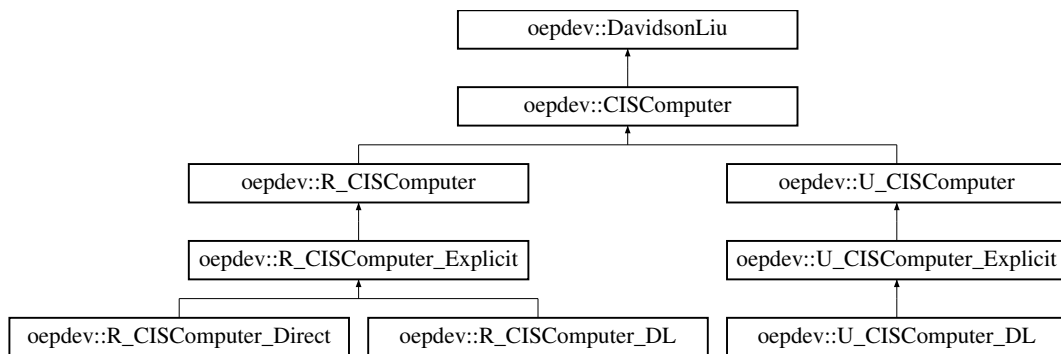 oepdev::DavidsonLiu
oepdev::CISComputer
oepdev::R_CISComputer
oepdev::U_CISComputer
oepdev::R_CISComputer_Explicit
oepdev::U_CISComputer_Explicit
oepdev::R_CISComputer_Direct
oepdev::R_CISComputer_DL
oepdev::U_CISComputer_DL